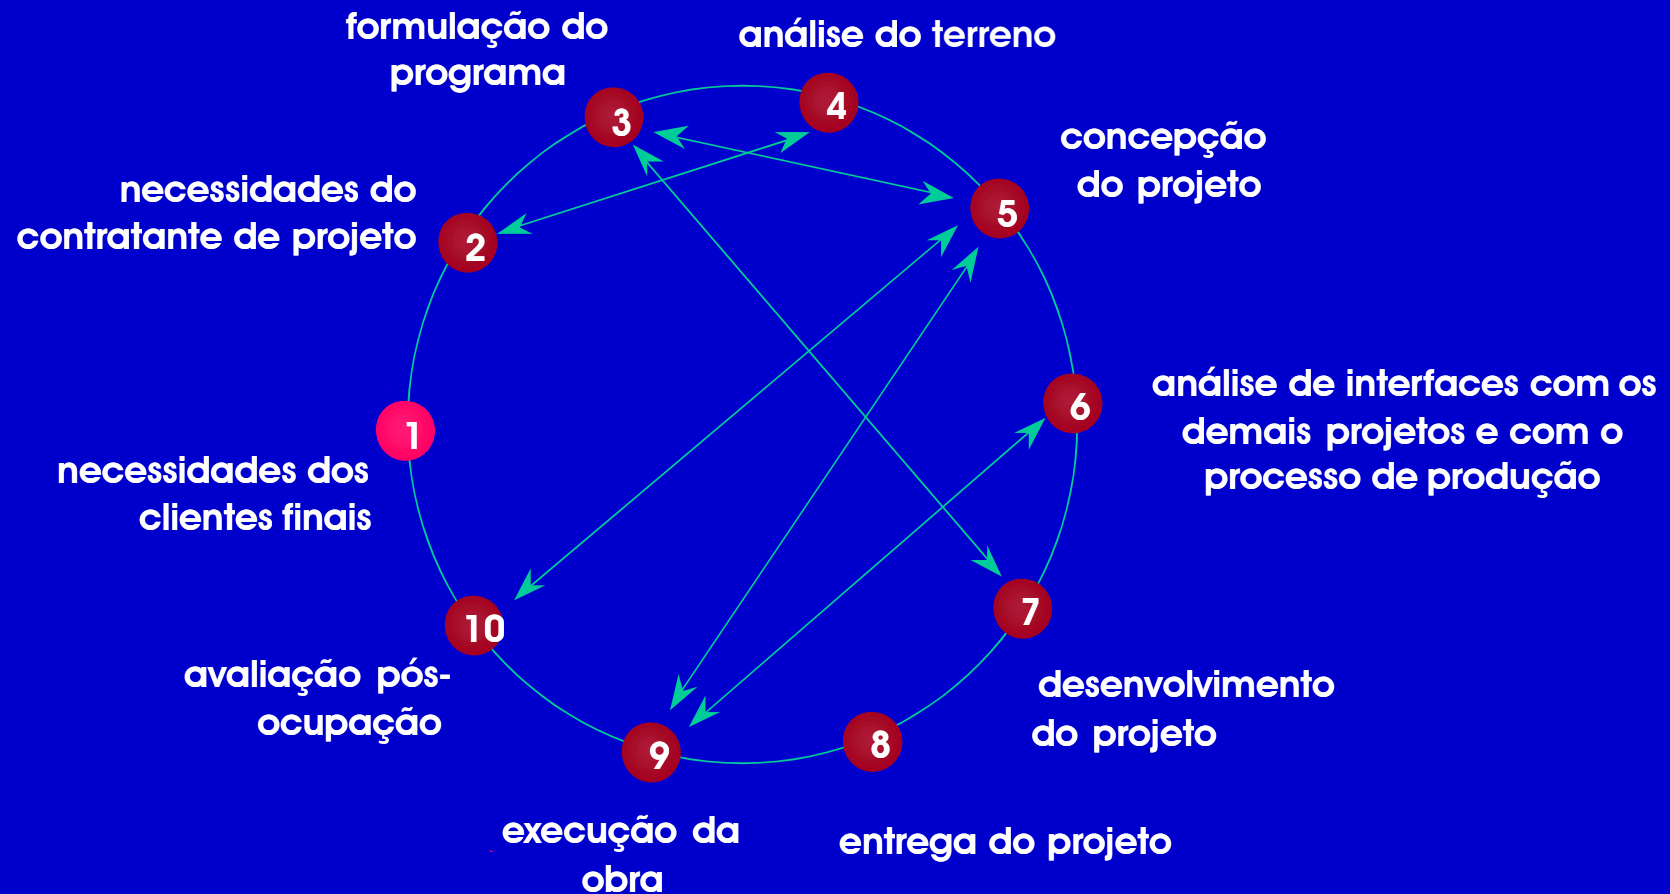 1
necessidades dos
clientes finais
2
necessidades do
contratante de projeto
3
formulação do
programa
4
análise do terreno
5
concepção
do projeto
6
análise de interfaces com os
demais projetos e com o
processo de produção
7
desenvolvimento
do projeto
8
entrega do projeto
9
execução da
obra
10
avaliação pós-
ocupação